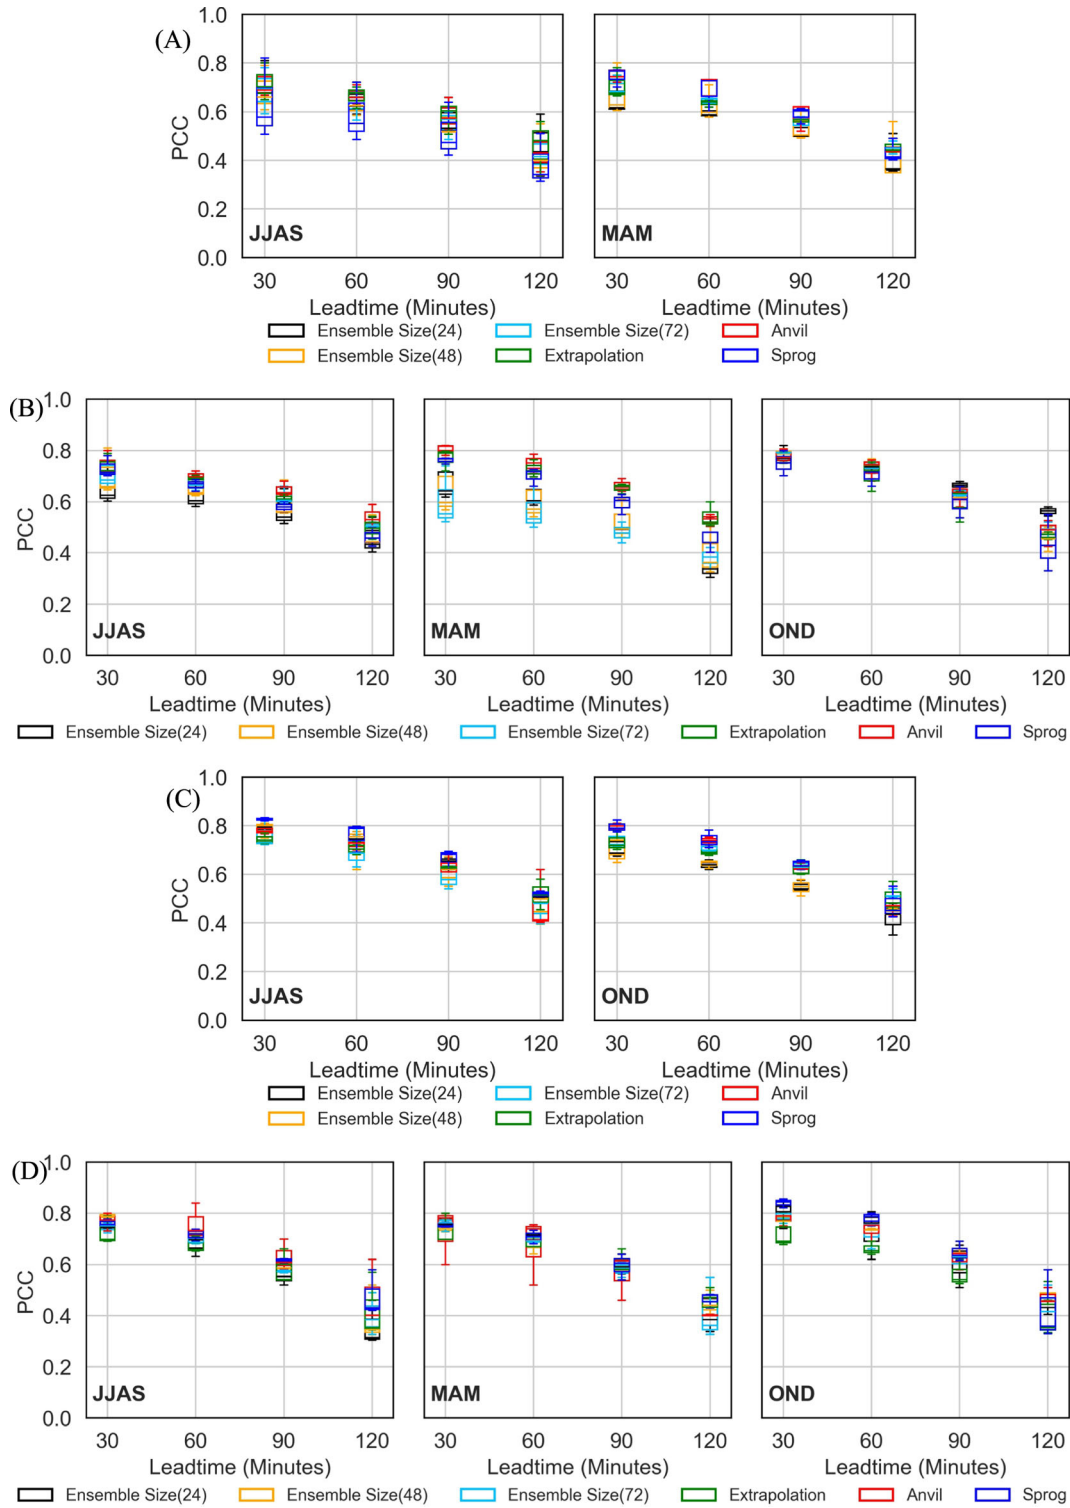 (A)
PCC
1.0
0.8
0.6
0.4
0.2
0.0
JJAS
MAM
30 60 90 120 30 60 90 120
Leadtime (Minutes) Leadtime (Minutes)
Ensemble Size(24) Ensemble Size(72) Anvil
Ensemble Size(48) Extrapolation Sprog
(B)
PCC
1.0
0.8
0.6
0.4
0.2
0.0
JJAS
MAM
OND
30 60 90 120 30 60 90 120 30 60 90 120
Leadtime (Minutes) Leadtime (Minutes) Leadtime (Minutes)
Ensemble Size(24) Ensemble Size(48) Ensemble Size(72) Extrapolation Anvil Sprog
(C)
PCC
1.0
0.8
0.6
0.4
0.2
0.0
JJAS
OND
30 60 90 120 30 60 90 120
Leadtime (Minutes) Leadtime (Minutes)
Ensemble Size(24) Ensemble Size(72) Anvil
Ensemble Size(48) Extrapolation Sprog
(D)
PCC
1.0
0.8
0.6
0.4
0.2
0.0
JJAS
MAM
OND
30 60 90 120 30 60 90 120 30 60 90 120
Leadtime (Minutes) Leadtime (Minutes) Leadtime (Minutes)
Ensemble Size(24) Ensemble Size(48) Ensemble Size(72) Extrapolation Anvil Sprog